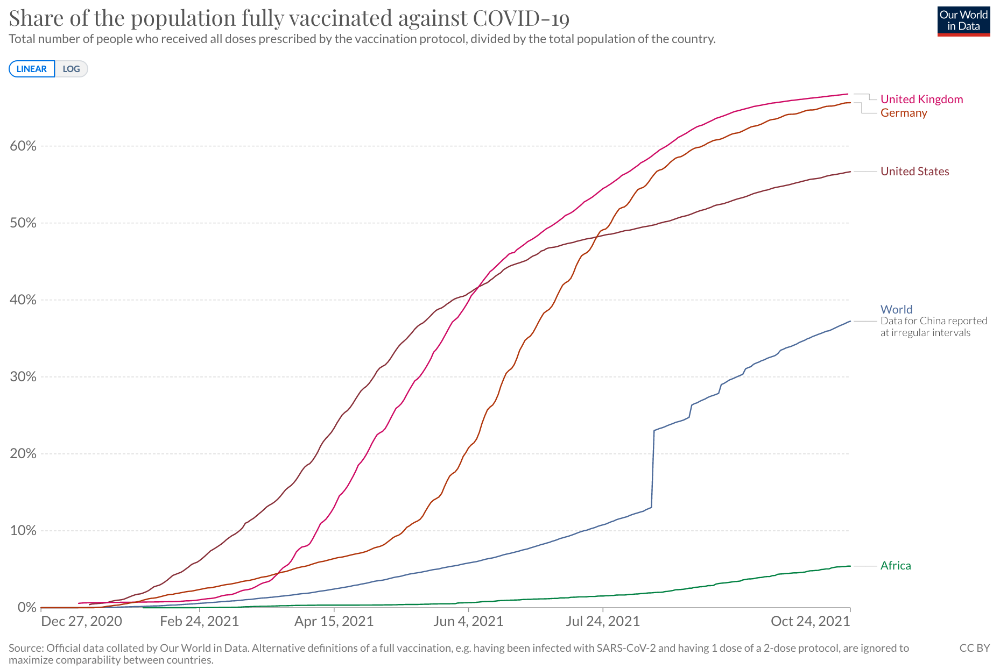 Share of the population fully vaccinated against COVID-19
Our World
in Data
Total number of people who received all doses prescribed by the vaccination protocol, divided by the total population of the country.
LINEAR
LOG
United Kingdom
Germany
60%
United States
50%
40%
World
Data for China reported
at irregular intervals
30%
20%
10%
Africa
0%
Dec 27, 2020
Feb 24, 2021
Apr 15, 2021
Jun 4, 2021
Jul 24, 2021
Oct 24, 2021
Source: Official data collated by Our World in Data. Alternative definitions of a full vaccination, e.g. having been infected with SARS-CoV-2 and having 1 dose of a 2-dose protocol, are ignored to
maximize comparability between countries.
CC BY